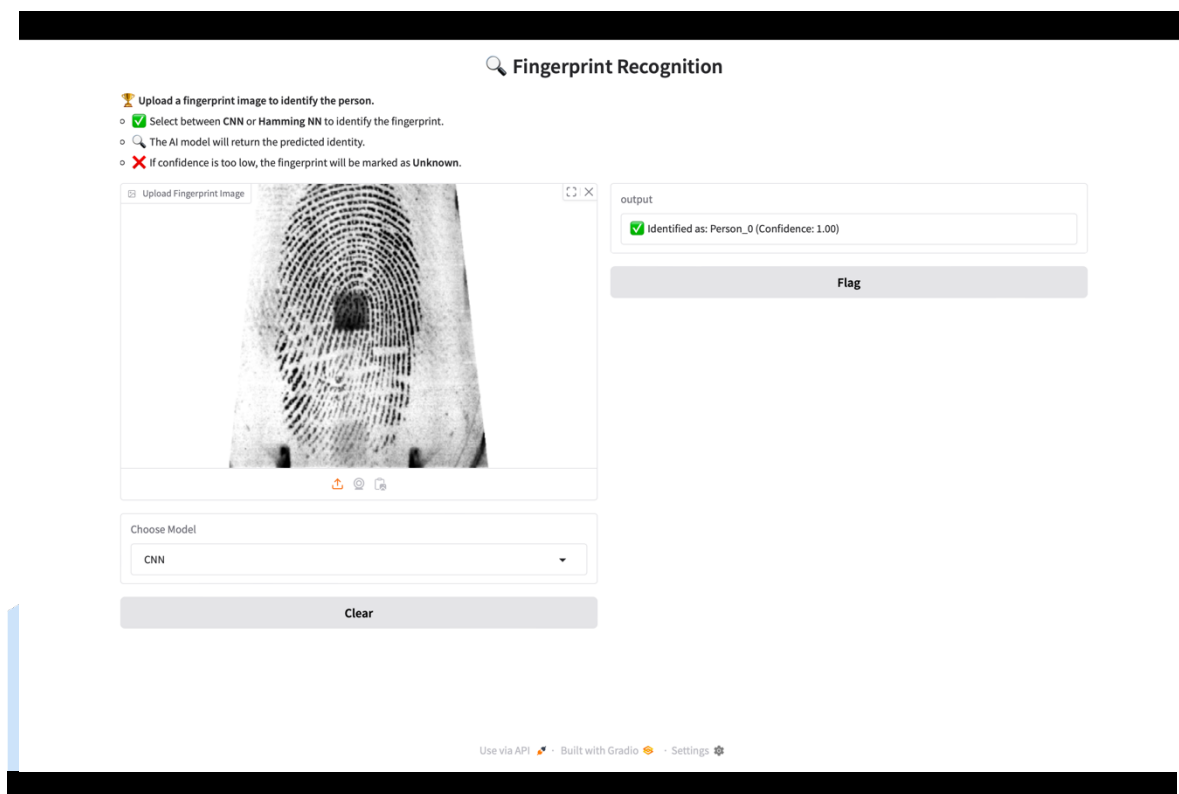 🔍 Fingerprint Recognition
🏆 Upload a fingerprint image to identify the person.
✅ Select between CNN or Hamming NN to identify the fingerprint.
🔍 The AI model will return the predicted identity.
❌ If confidence is too low, the fingerprint will be marked as Unknown.
Upload Fingerprint Image
output
✅ Identified as: Person_0 (Confidence: 1.00)
Flag
Choose Model
CNN
Clear
Use via API 🚀 · Built with Gradio · Settings ⚙️